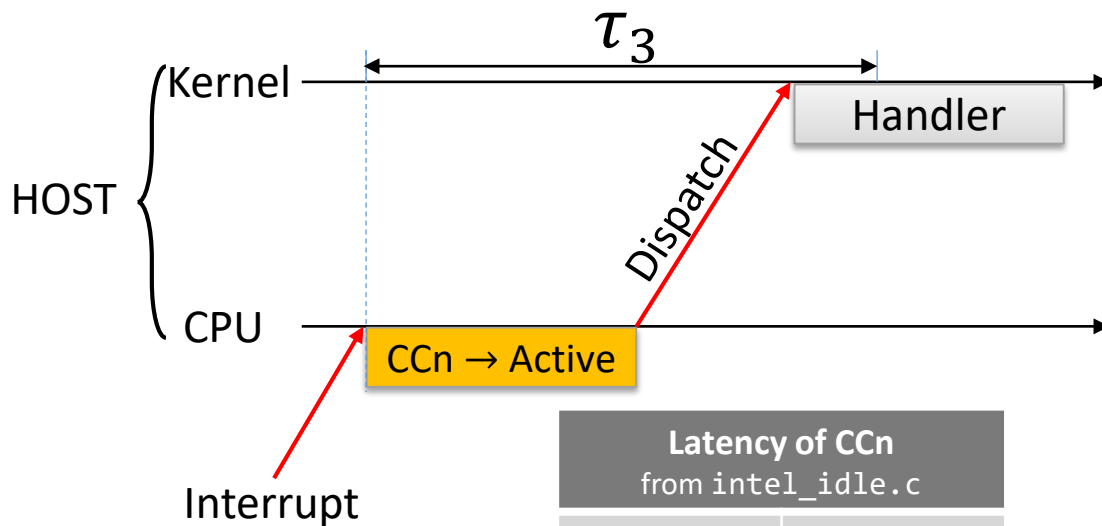 τ₃
Kernel
Handler
HOST
Dispatch
CPU
CCn → Active
Interrupt
Latency of CCn
from intel_idle.c